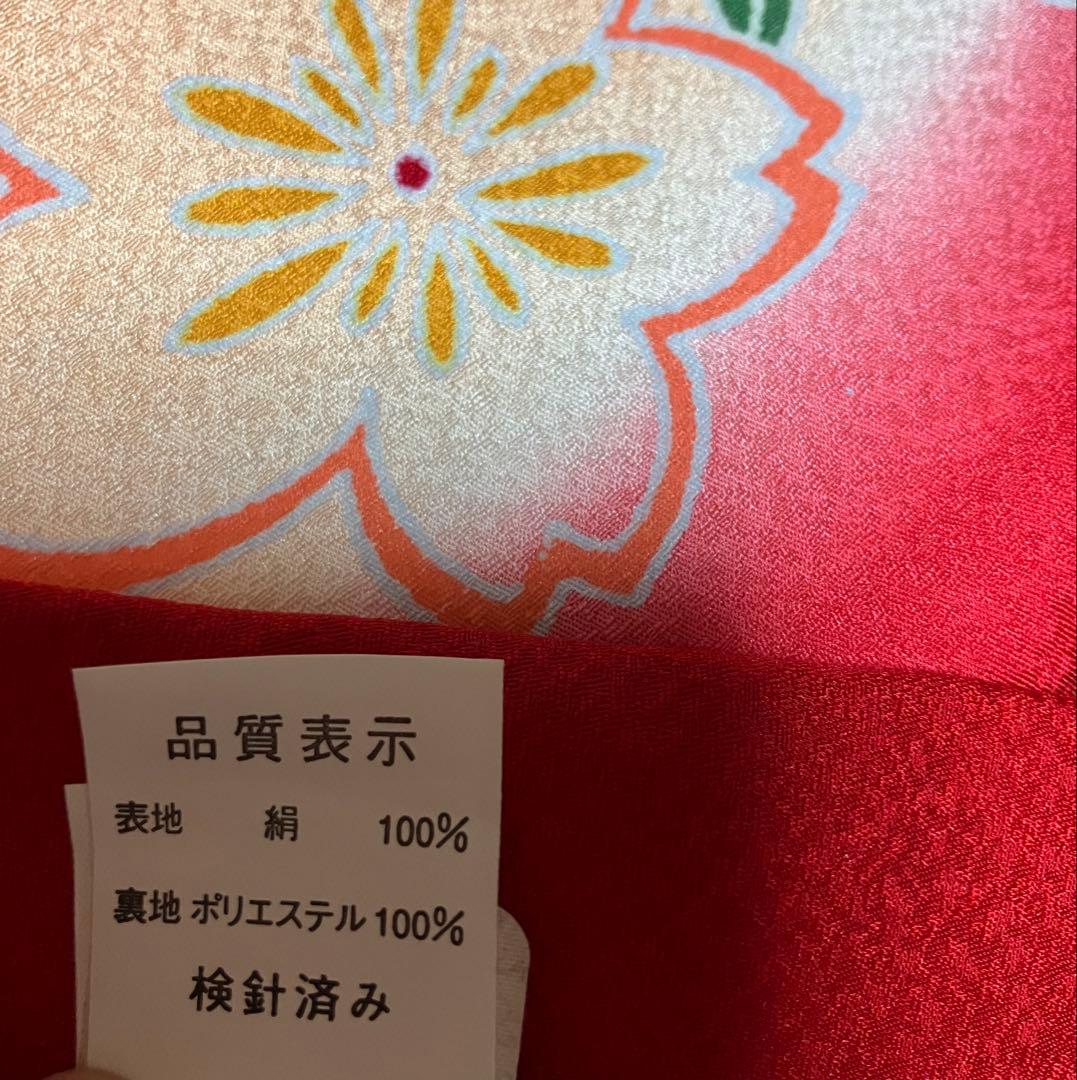 品質表示
表地 絹 100%
裏地 ポリエステル 100%
検針済み